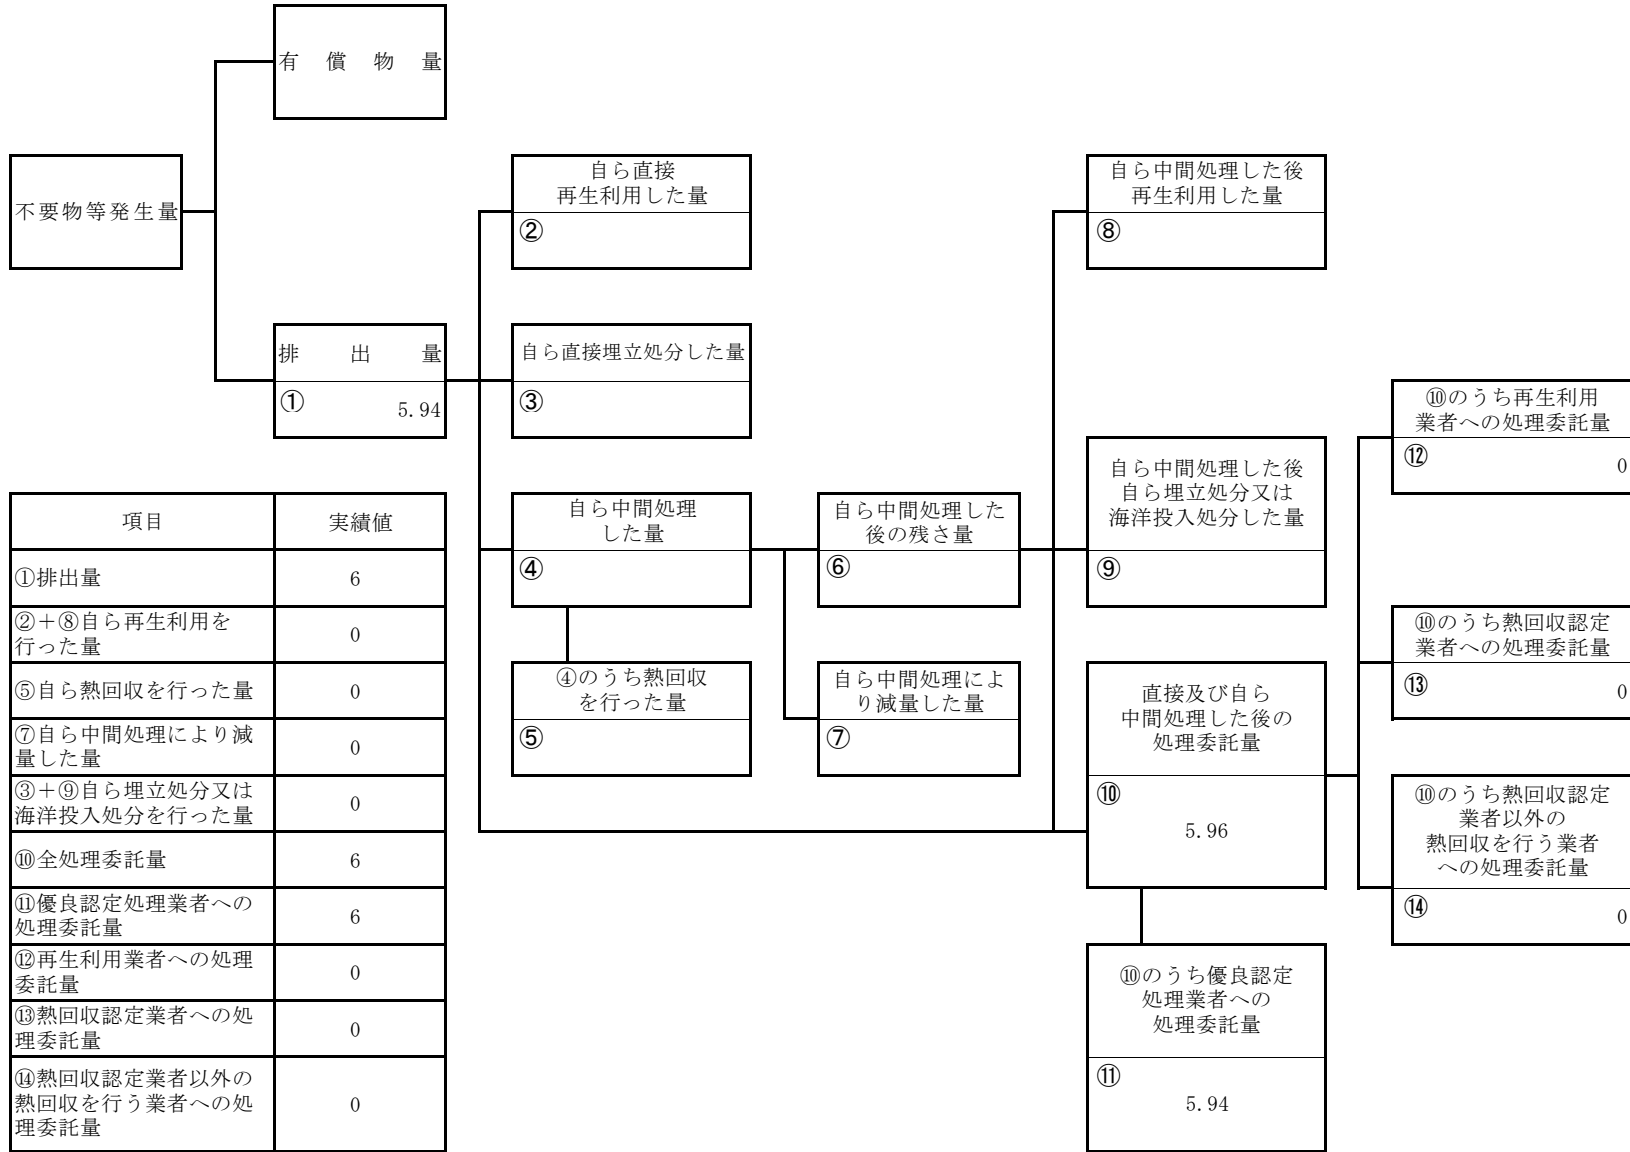 有償物量
不要物等発生量
自ら直接
再生利用した量
②
自ら中間処理した後
再生利用した量
⑧
排出量
①
5.94
自ら直接埋立処分した量
③
⑩のうち再生利用
業者への処理委託量
⑫
0
自ら中間処理した後
自ら埋立処分又は
海洋投入処分した量
⑨
自ら中間処理
した量
④
自ら中間処理した
後の残さ量
⑥
④のうち熱回収
を行った量
⑤
自ら中間処理によ
り減量した量
⑦
⑩のうち熱回収認定
業者への処理委託量
⑬
0
直接及び自ら
中間処理した後の
処理委託量
⑩
5.96
⑩のうち熱回収認定
業者以外の
熱回収を行う業者
への処理委託量
⑭
0
⑩のうち優良認定
処理業者への
処理委託量
⑪
5.94
項目 実績値
①排出量 6
②+⑧自ら再生利用を
行った量 0
⑤自ら熱回収を行った量 0
⑦自ら中間処理により減
量した量 0
③+⑨自ら埋立処分又は
海洋投入処分を行った量 0
⑩全処理委託量 6
⑪優良認定処理業者への
処理委託量 6
⑫再生利用業者への処理
委託量 0
⑬熱回収認定業者への処
理委託量 0
⑭熱回収認定業者以外の
熱回収を行う業者への処
理委託量 0